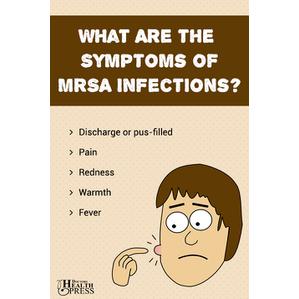 WHAT ARE THE
SYMPTOMS OF
MRSA INFECTIONS?
> Discharge or pus-filled
> Pain
> Redness
> Warmth
> Fever
HEALTH
PRESS